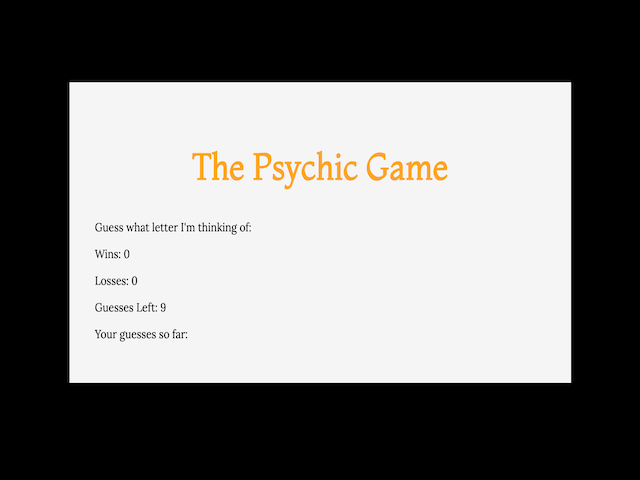 The Psychic Game
Guess what letter I'm thinking of:
Wins: 0
Losses: 0
Guesses Left: 9
Your guesses so far: